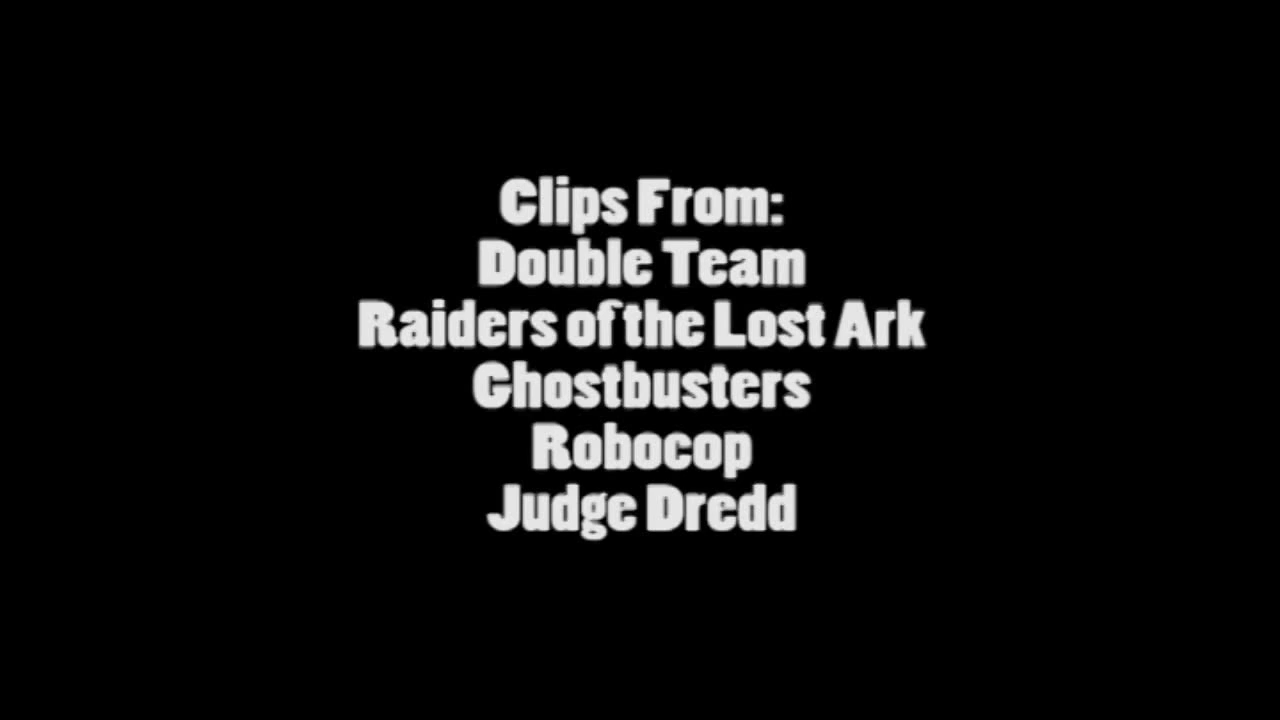 Clips From:
Double Team
Raiders of the Lost Ark
Ghostbusters
Robocop
Judge Dredd